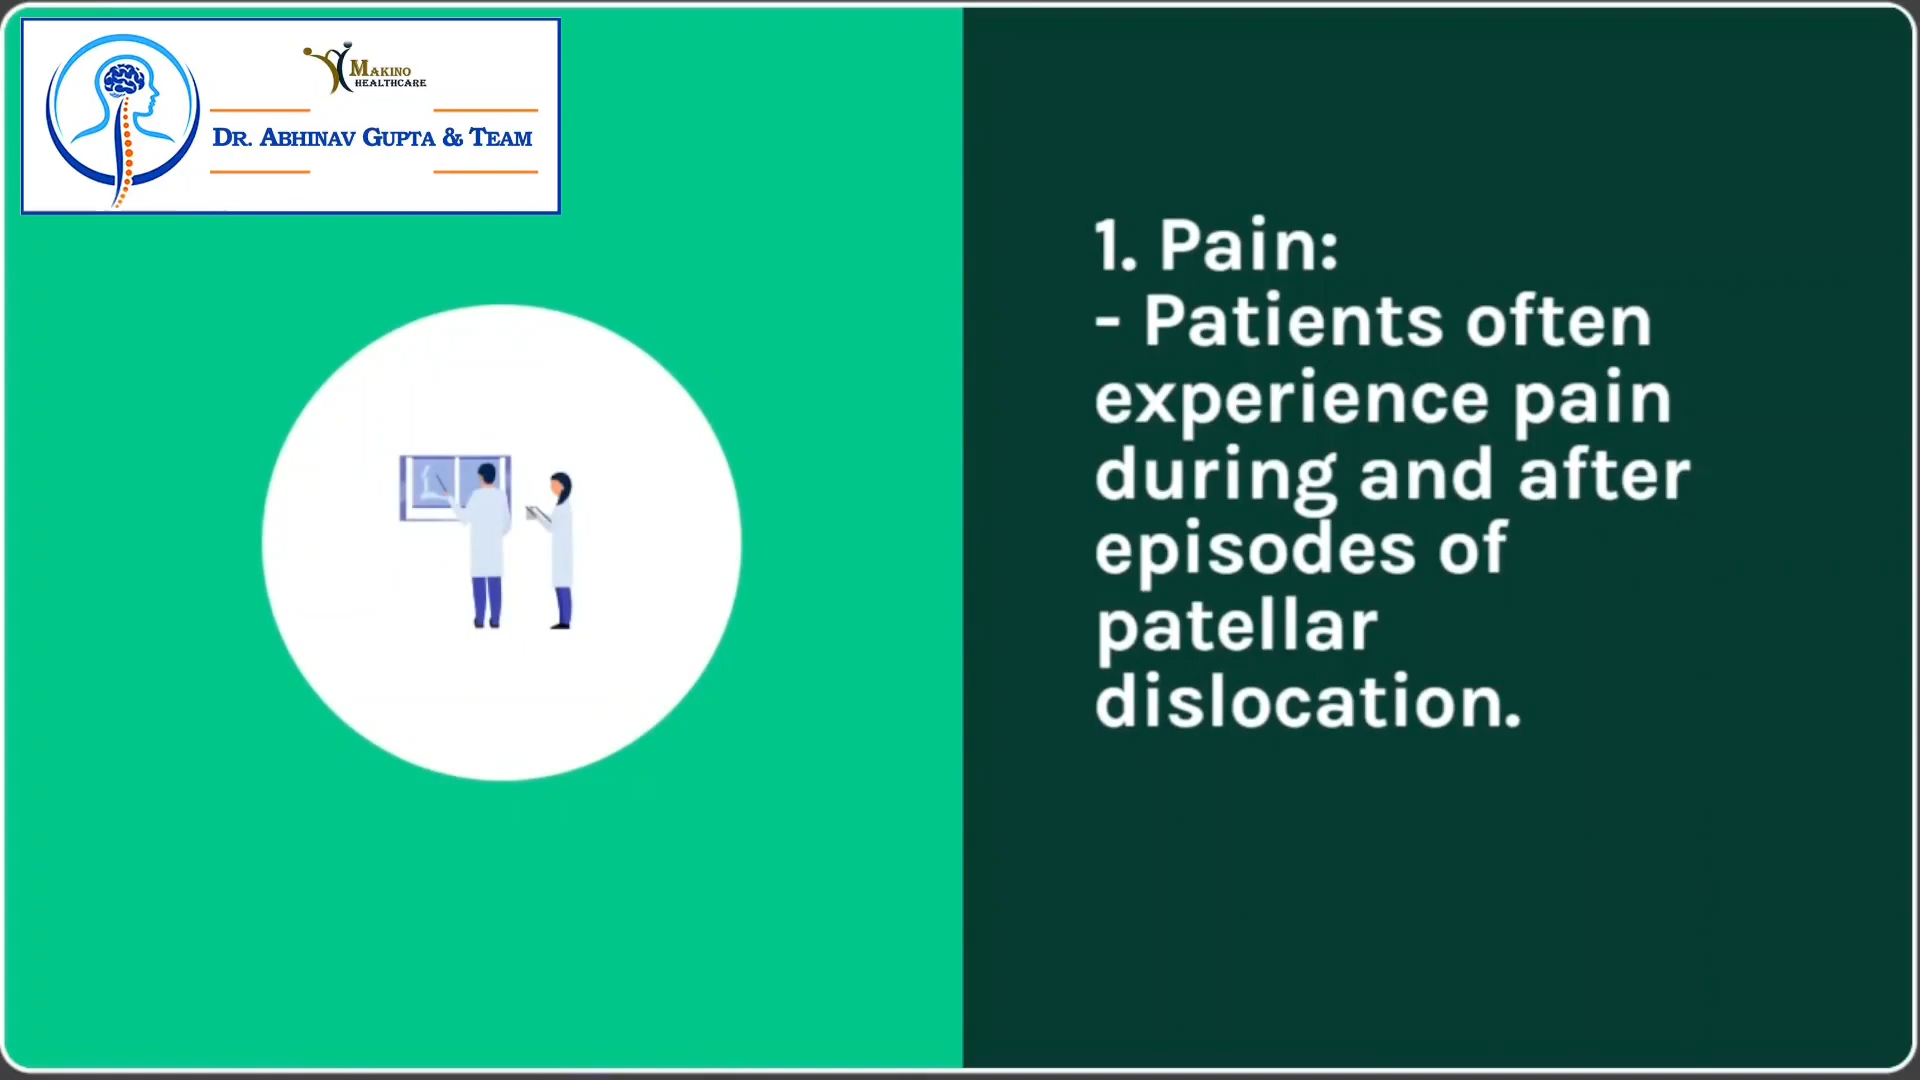 MAKINO
HEALTHCARE
DR. ABHINAV GUPTA & TEAM
1. Pain:
- Patients often
experience pain
during and after
episodes of
patellar
dislocation.